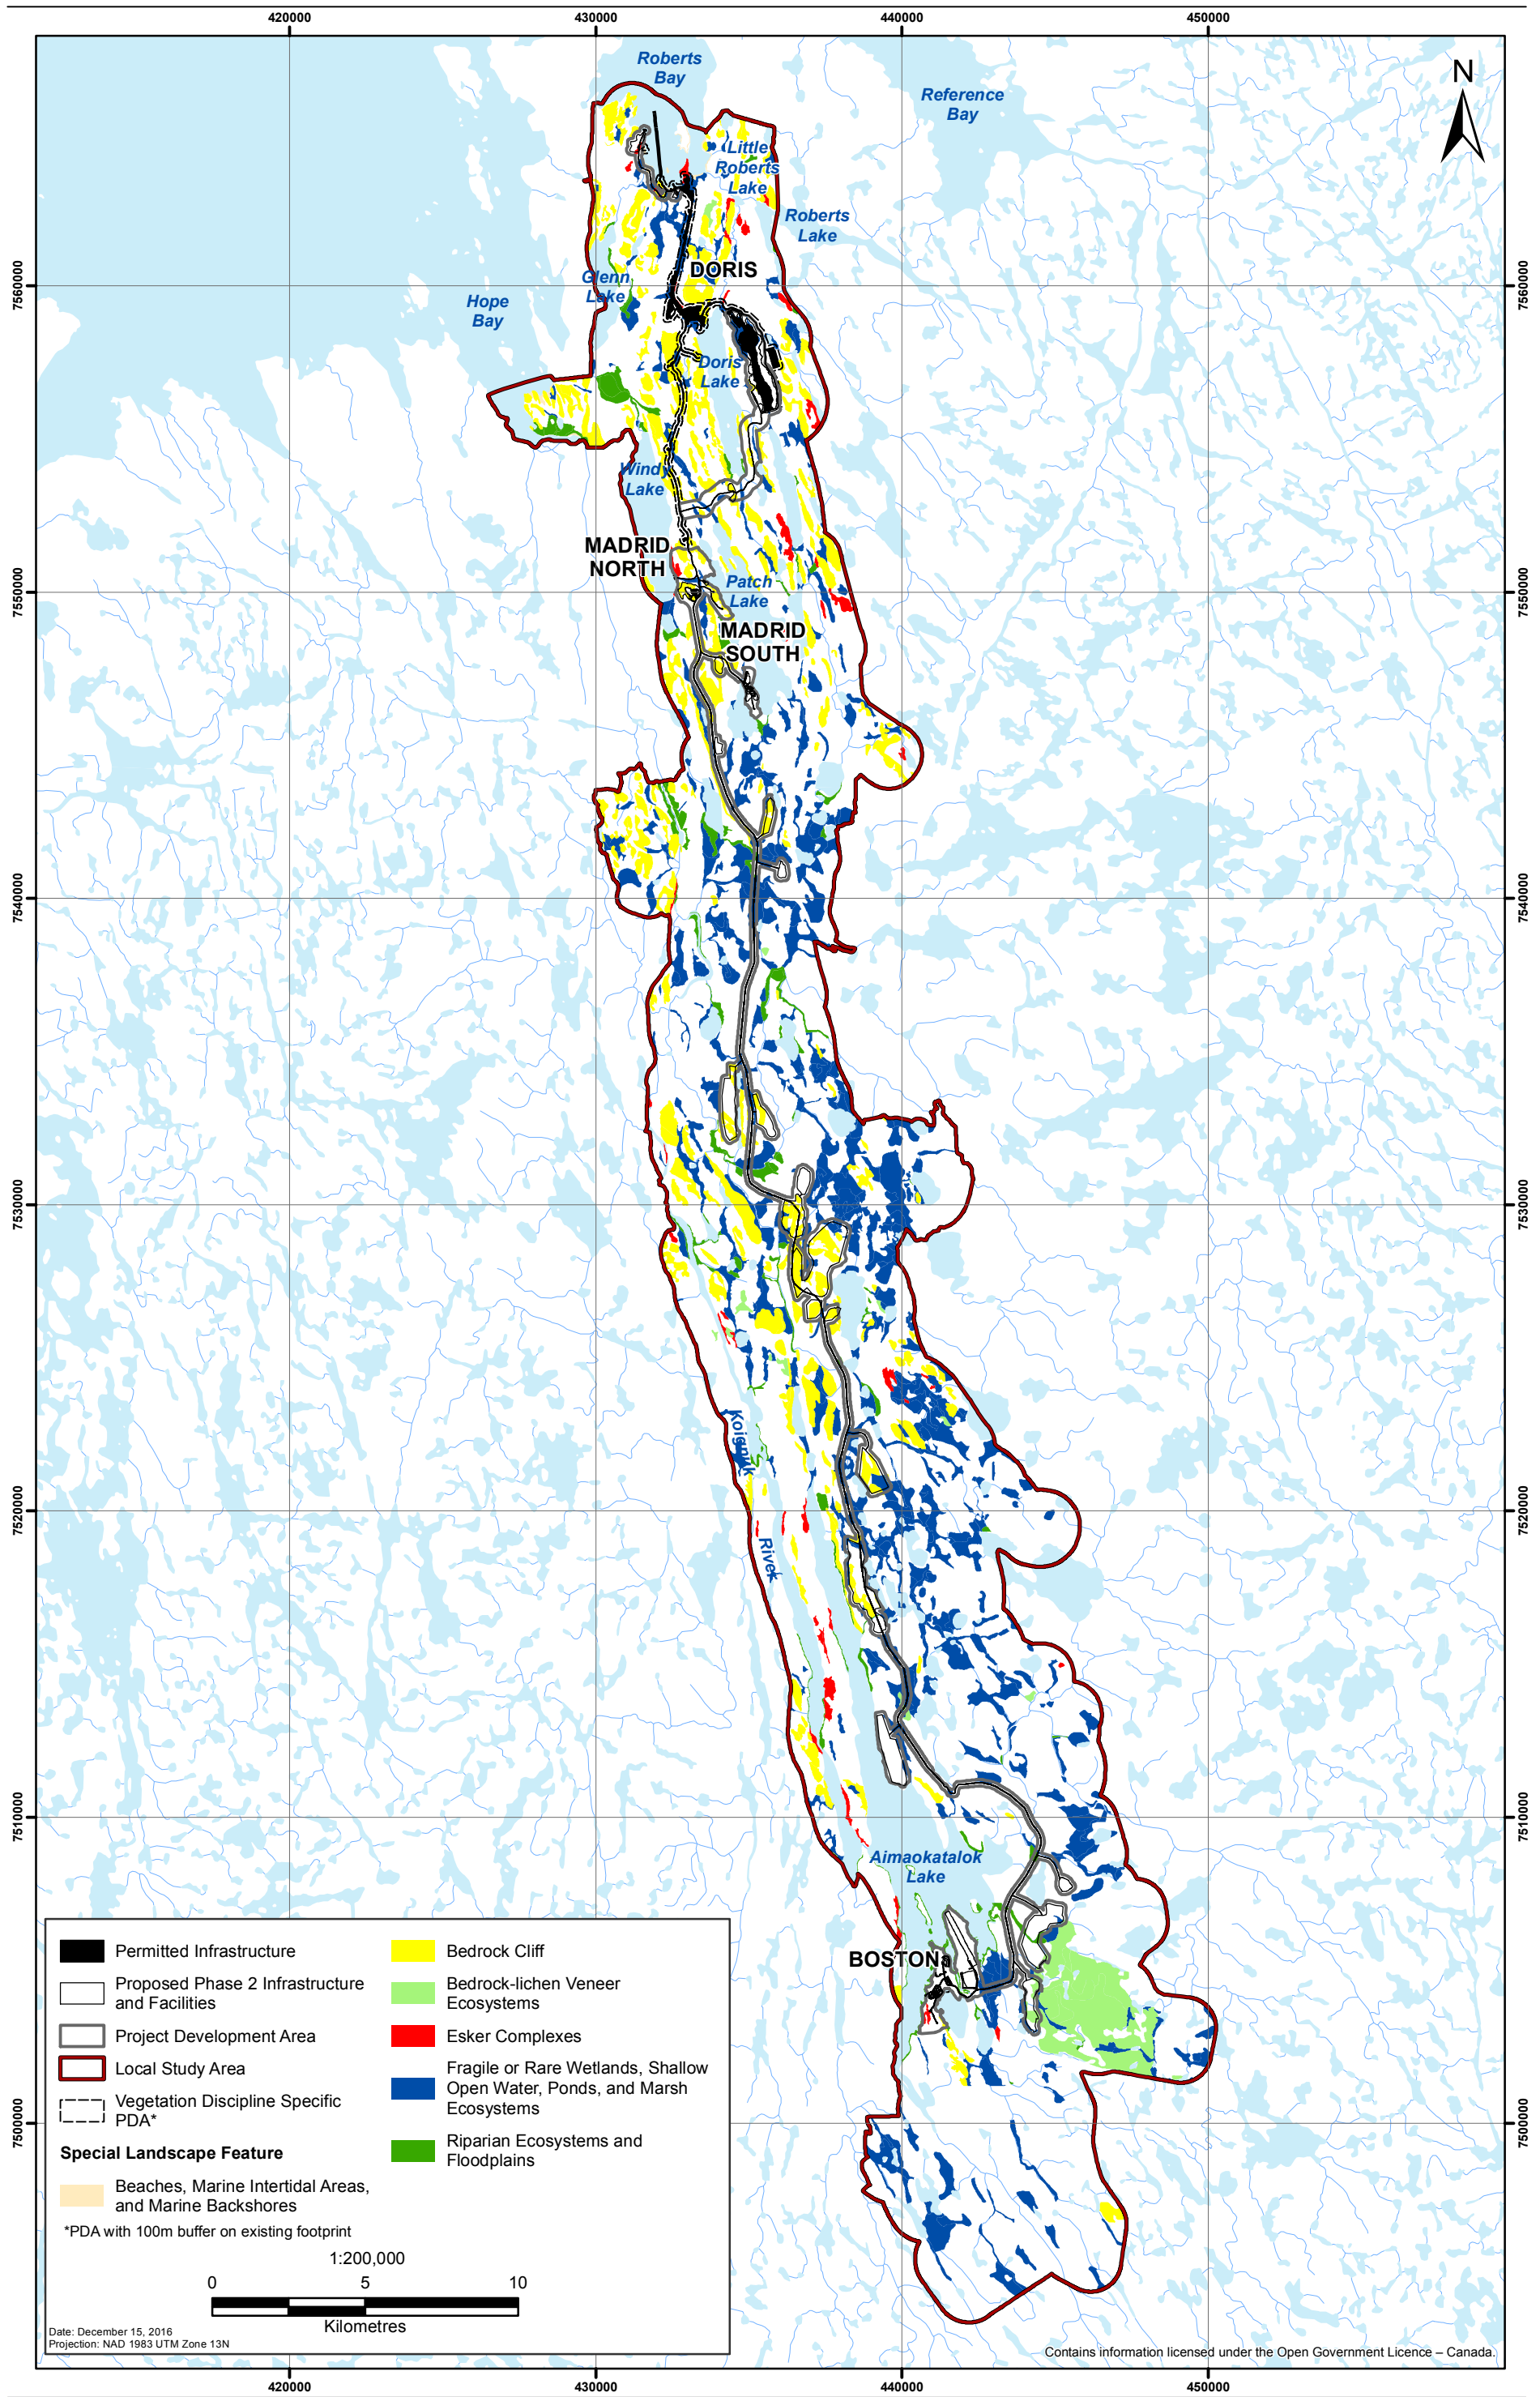 420000
430000
440000
450000
Roberts
Bay
Reference
Bay
N
Little
Roberts
Lake
Roberts
Lake
DORIS
7560000
7560000
Glenn
Lake
Hope
Bay
Doris
Lake
Windy
Lake
MADRID
NORTH
Patch
Lake
7550000
7550000
MADRID
SOUTH
7540000
7540000
7530000
7530000
Koignuk
River
7520000
7520000
7510000
7510000
Aimaokatalok
Lake
BOSTON
7500000
7500000
Permitted Infrastructure
Proposed Phase 2 Infrastructure
and Facilities
Project Development Area
Local Study Area
Vegetation Discipline Specific
PDA*
Special Landscape Feature
Beaches, Marine Intertidal Areas,
and Marine Backshores
Bedrock Cliff
Bedrock-lichen Veneer
Ecosystems
Esker Complexes
Fragile or Rare Wetlands, Shallow
Open Water, Ponds, and Marsh
Ecosystems
Riparian Ecosystems and
Floodplains
*PDA with 100m buffer on existing footprint
1:200,000
0 5 10
Kilometres
Date: December 15, 2016
Projection: NAD 1983 UTM Zone 13N
Contains information licensed under the Open Government Licence – Canada.
420000
430000
440000
450000